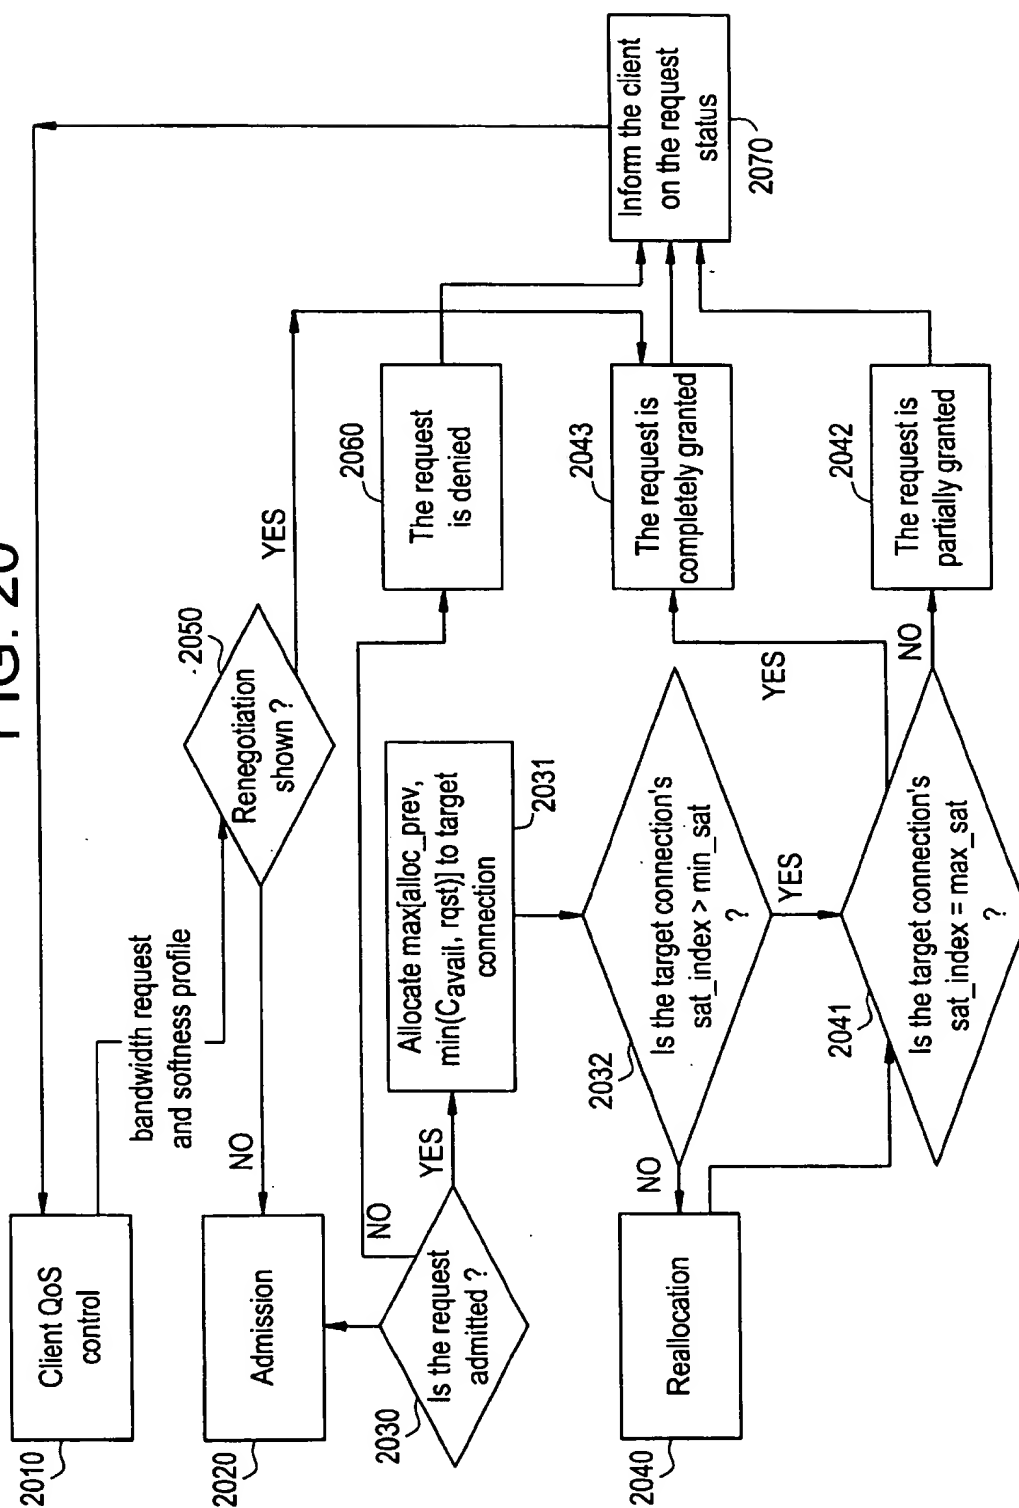 FIG. 20
2010
Client QoS
control
bandwidth request
and softness profile
2050
Renegotiation
shown ?
YES
NO
2020
Admission
2030
Is the request
admitted ?
NO
YES
2060
The request
is denied
2031
Allocate max[alloc_prev,
min(Cavail, rqst)] to target
connection
2032
Is the target connection's
sat_index > min_sat
?
NO
YES
2040
Reallocation
2041
Is the target connection's
sat_index = max_sat
?
YES
NO
2043
The request is
completely granted
2042
The request is
partially granted
Inform the client
on the request
status
2070